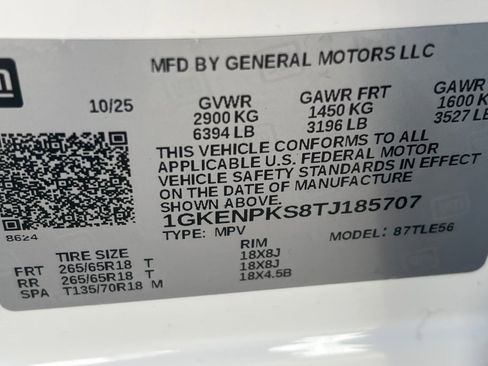 gm
MFD BY GENERAL MOTORS LLC
10/25
GVWR GAWR FRT GAWR
2900 KG 1450 KG 1600 K
6394 LB 3196 LB 3527 LB
THIS VEHICLE CONFORMS TO ALL
APPLICABLE U.S. FEDERAL MOTOR
VEHICLE SAFETY STANDARDS IN EFFECT
ON THE DATE OF MANUFACTURE
SHOWN ABOVE.
1GKENPKS8TJ185707
8624
TYPE: MPV MODEL: 87TLE56
TIRE SIZE RIM
FRT 265/65R18 T 18X8J
RR 265/65R18 T 18X8J
SPA T135/70R18 M 18X4.5B